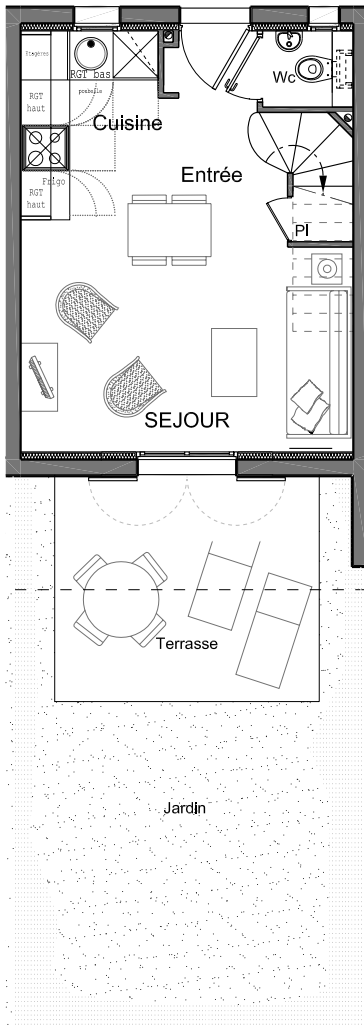 Etagères
RGT bas
Wc
RGT
haut
poubelle
Cuisine
Entrée
Frigo
RGT
haut
Pl
SEJOUR
Terrasse
Jardin